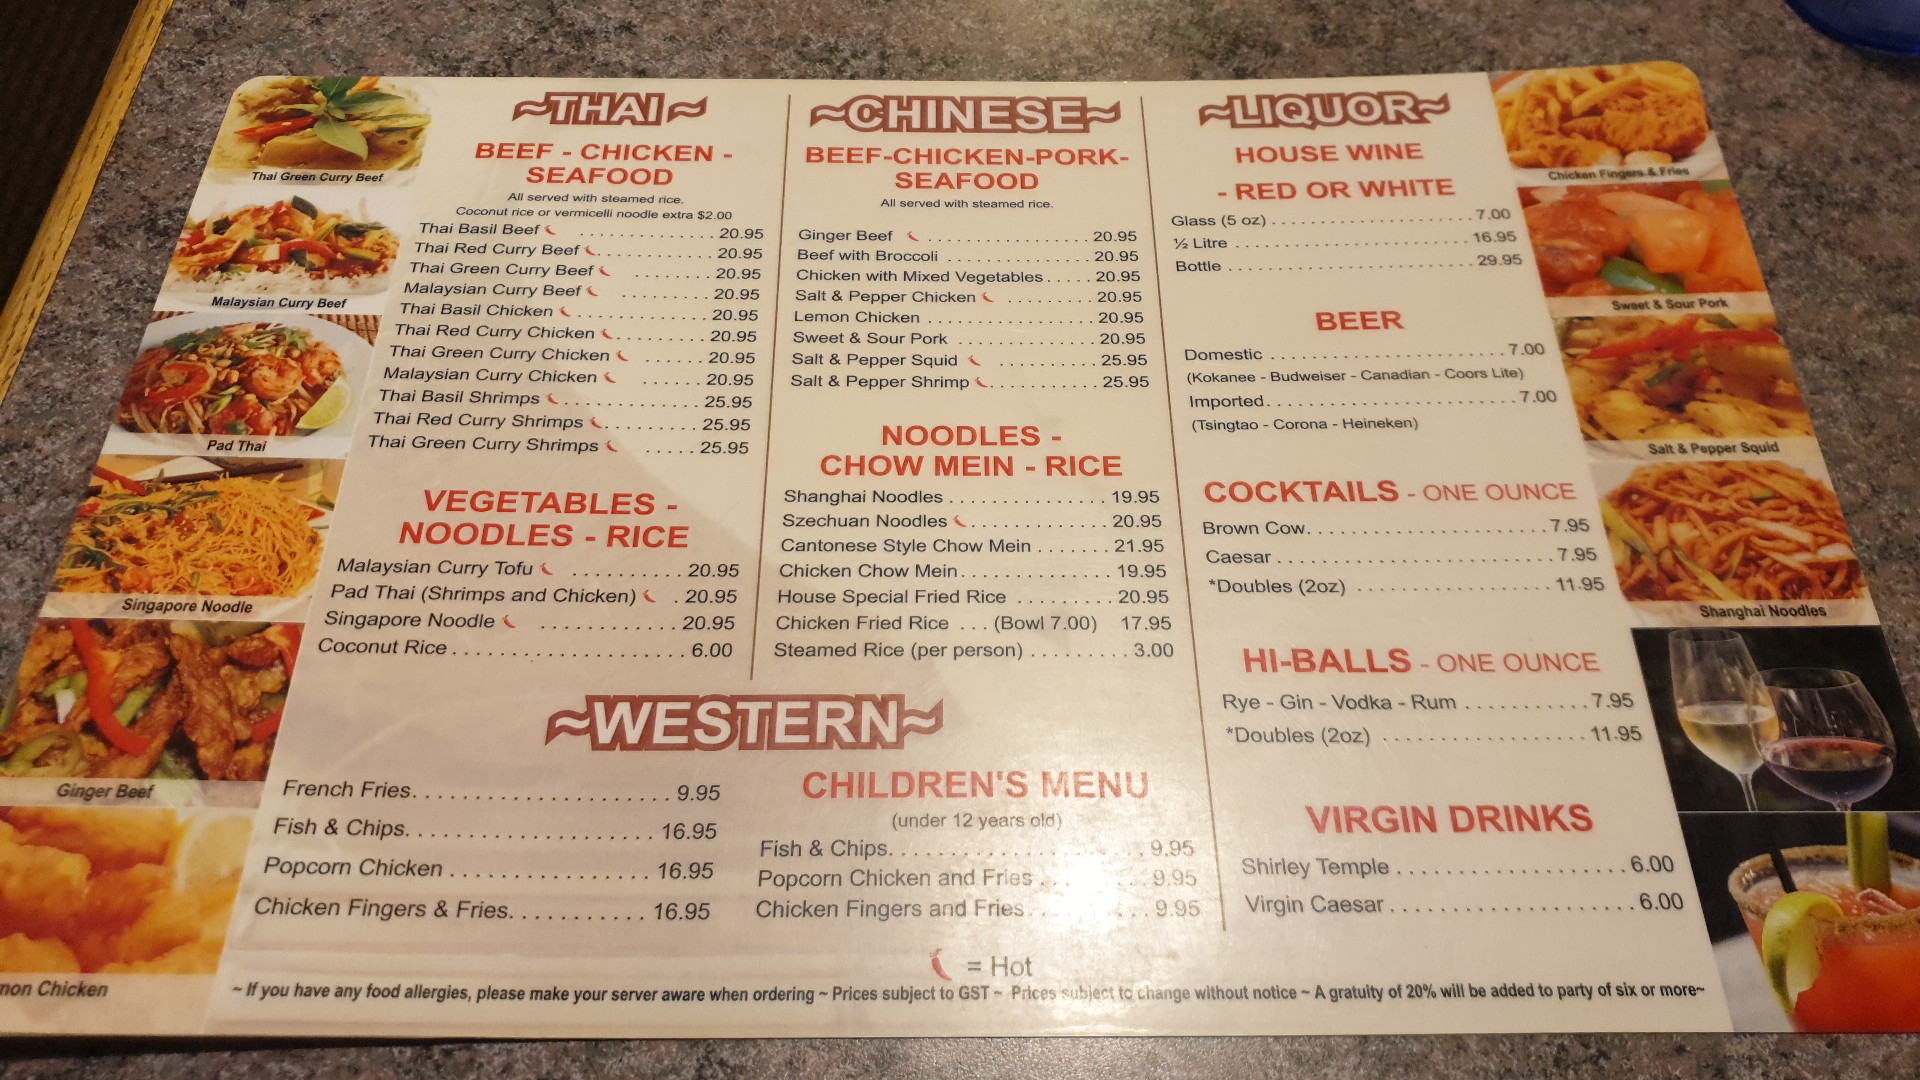 ~THAI~
BEEF - CHICKEN -
SEAFOOD
All served with steamed rice.
Coconut rice or vermicelli noodle extra $2.00
Thai Basil Beef . . . . . . . . . . . . . . 20.95
Thai Red Curry Beef . . . . . . . . . . . . 20.95
Thai Green Curry Beef . . . . . . . . 20.95
Malaysian Curry Beef . . . . . . . . . 20.95
Thai Basil Chicken . . . . . . . . . . . . . 20.95
Thai Red Curry Chicken . . . . . . . . . . 20.95
Thai Green Curry Chicken . . . . . . 20.95
Malaysian Curry Chicken . . . . . . 20.95
Thai Basil Shrimps . . . . . . . . . . . . . . 25.95
Thai Red Curry Shrimps . . . . . . . . . . 25.95
Thai Green Curry Shrimps . . . . . 25.95
VEGETABLES -
NOODLES - RICE
Malaysian Curry Tofu . . . . . . . . . . 20.95
Pad Thai (Shrimps and Chicken) . 20.95
Singapore Noodle . . . . . . . . . . . . 20.95
Coconut Rice . . . . . . . . . . . . . . . . . . . . . 6.00
~CHINESE~
BEEF-CHICKEN-PORK-
SEAFOOD
All served with steamed rice.
Ginger Beef . . . . . . . . . . . . . . . . . 20.95
Beef with Broccoli . . . . . . . . . . . . . . . 20.95
Chicken with Mixed Vegetables . . . . . 20.95
Salt & Pepper Chicken . . . . . . . . . 20.95
Lemon Chicken . . . . . . . . . . . . . . . . . 20.95
Sweet & Sour Pork . . . . . . . . . . . . . . 20.95
Salt & Pepper Squid . . . . . . . . . . 25.95
Salt & Pepper Shrimp . . . . . . . . . . . 25.95
NOODLES -
CHOW MEIN - RICE
Shanghai Noodles . . . . . . . . . . . . . . . 19.95
Szechuan Noodles . . . . . . . . . . . . . 20.95
Cantonese Style Chow Mein . . . . . . . 21.95
Chicken Chow Mein. . . . . . . . . . . . . . 19.95
House Special Fried Rice . . . . . . . . . 20.95
Chicken Fried Rice . . . (Bowl 7.00) 17.95
Steamed Rice (per person) . . . . . . . . . 3.00
~LIQUOR~
HOUSE WINE
- RED OR WHITE
Glass (5 oz) . . . . . . . . . . . . . . . . . . . . . 7.00
½ Litre . . . . . . . . . . . . . . . . . . . . . . . . 16.95
Bottle . . . . . . . . . . . . . . . . . . . . . . . . . 29.95
BEER
Domestic . . . . . . . . . . . . . . . . . . . . . . . . 7.00
(Kokanee - Budweiser - Canadian - Coors Lite)
Imported. . . . . . . . . . . . . . . . . . . . . . . . . 7.00
(Tsingtao - Corona - Heineken)
COCKTAILS - ONE OUNCE
Brown Cow. . . . . . . . . . . . . . . . . . . . . . 7.95
Caesar . . . . . . . . . . . . . . . . . . . . . . . . . 7.95
*Doubles (2oz) . . . . . . . . . . . . . . . . . 11.95
HI-BALLS - ONE OUNCE
Rye - Gin - Vodka - Rum . . . . . . . . . . . 7.95
*Doubles (2oz) . . . . . . . . . . . . . . . . . 11.95
VIRGIN DRINKS
Shirley Temple . . . . . . . . . . . . . . . . . . . 6.00
Virgin Caesar . . . . . . . . . . . . . . . . . . . . 6.00
~WESTERN~
French Fries. . . . . . . . . . . . . . . . . . . . . 9.95
Fish & Chips. . . . . . . . . . . . . . . . . . . . 16.95
Popcorn Chicken . . . . . . . . . . . . . . . . 16.95
Chicken Fingers & Fries. . . . . . . . . . . 16.95
CHILDREN'S MENU
(under 12 years old)
Fish & Chips. . . . . . . . . . . . . . . . . . 9.95
Popcorn Chicken and Fries . . . . . . . 9.95
Chicken Fingers and Fries. . . . . . . . 9.95
= Hot
~ If you have any food allergies, please make your server aware when ordering ~ Prices subject to GST ~ Prices subject to change without notice ~ A gratuity of 20% will be added to party of six or more~
Thai Green Curry Beef
Malaysian Curry Beef
Pad Thai
Singapore Noodle
Ginger Beef
mon Chicken
Chicken Fingers & Fries
Sweet & Sour Pork
Salt & Pepper Squid
Shanghai Noodles